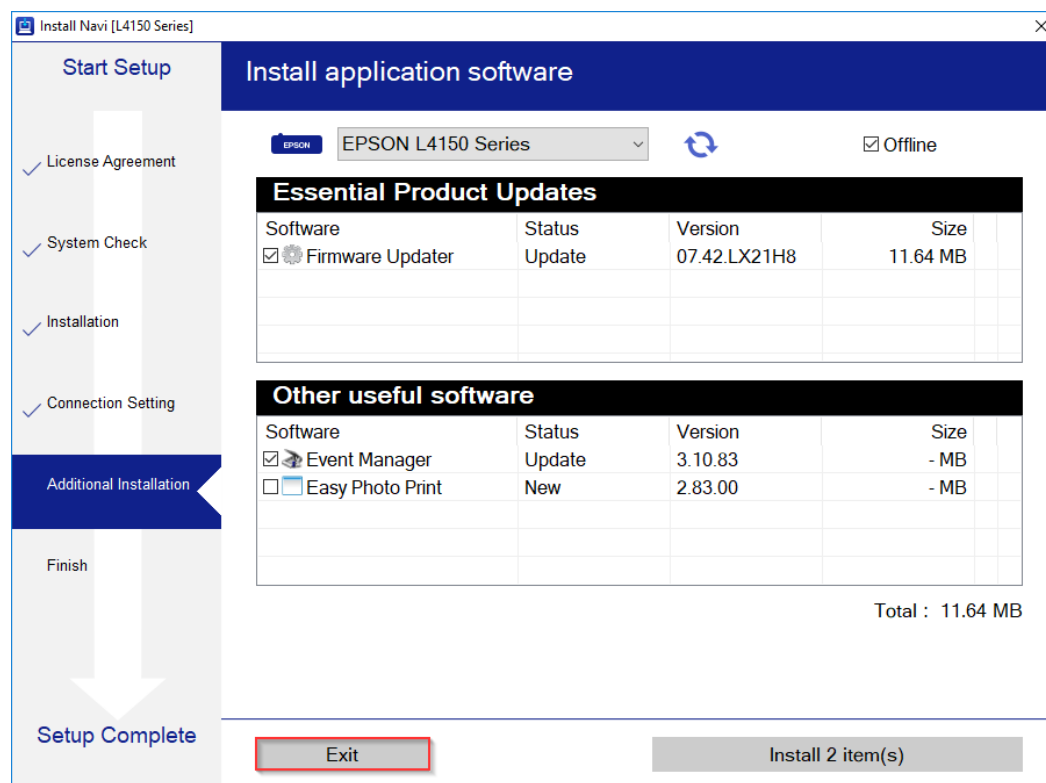 Install Navi [L4150 Series]
Start Setup
License Agreement
System Check
Installation
Connection Setting
Additional Installation
Finish
Setup Complete
Install application software
EPSON EPSON L4150 Series Offline
Essential Product Updates
Software Status Version Size
Firmware Updater Update 07.42.LX21H8 11.64 MB
Other useful software
Software Status Version Size
Event Manager Update 3.10.83 - MB
Easy Photo Print New 2.83.00 - MB
Total : 11.64 MB
Exit Install 2 item(s)